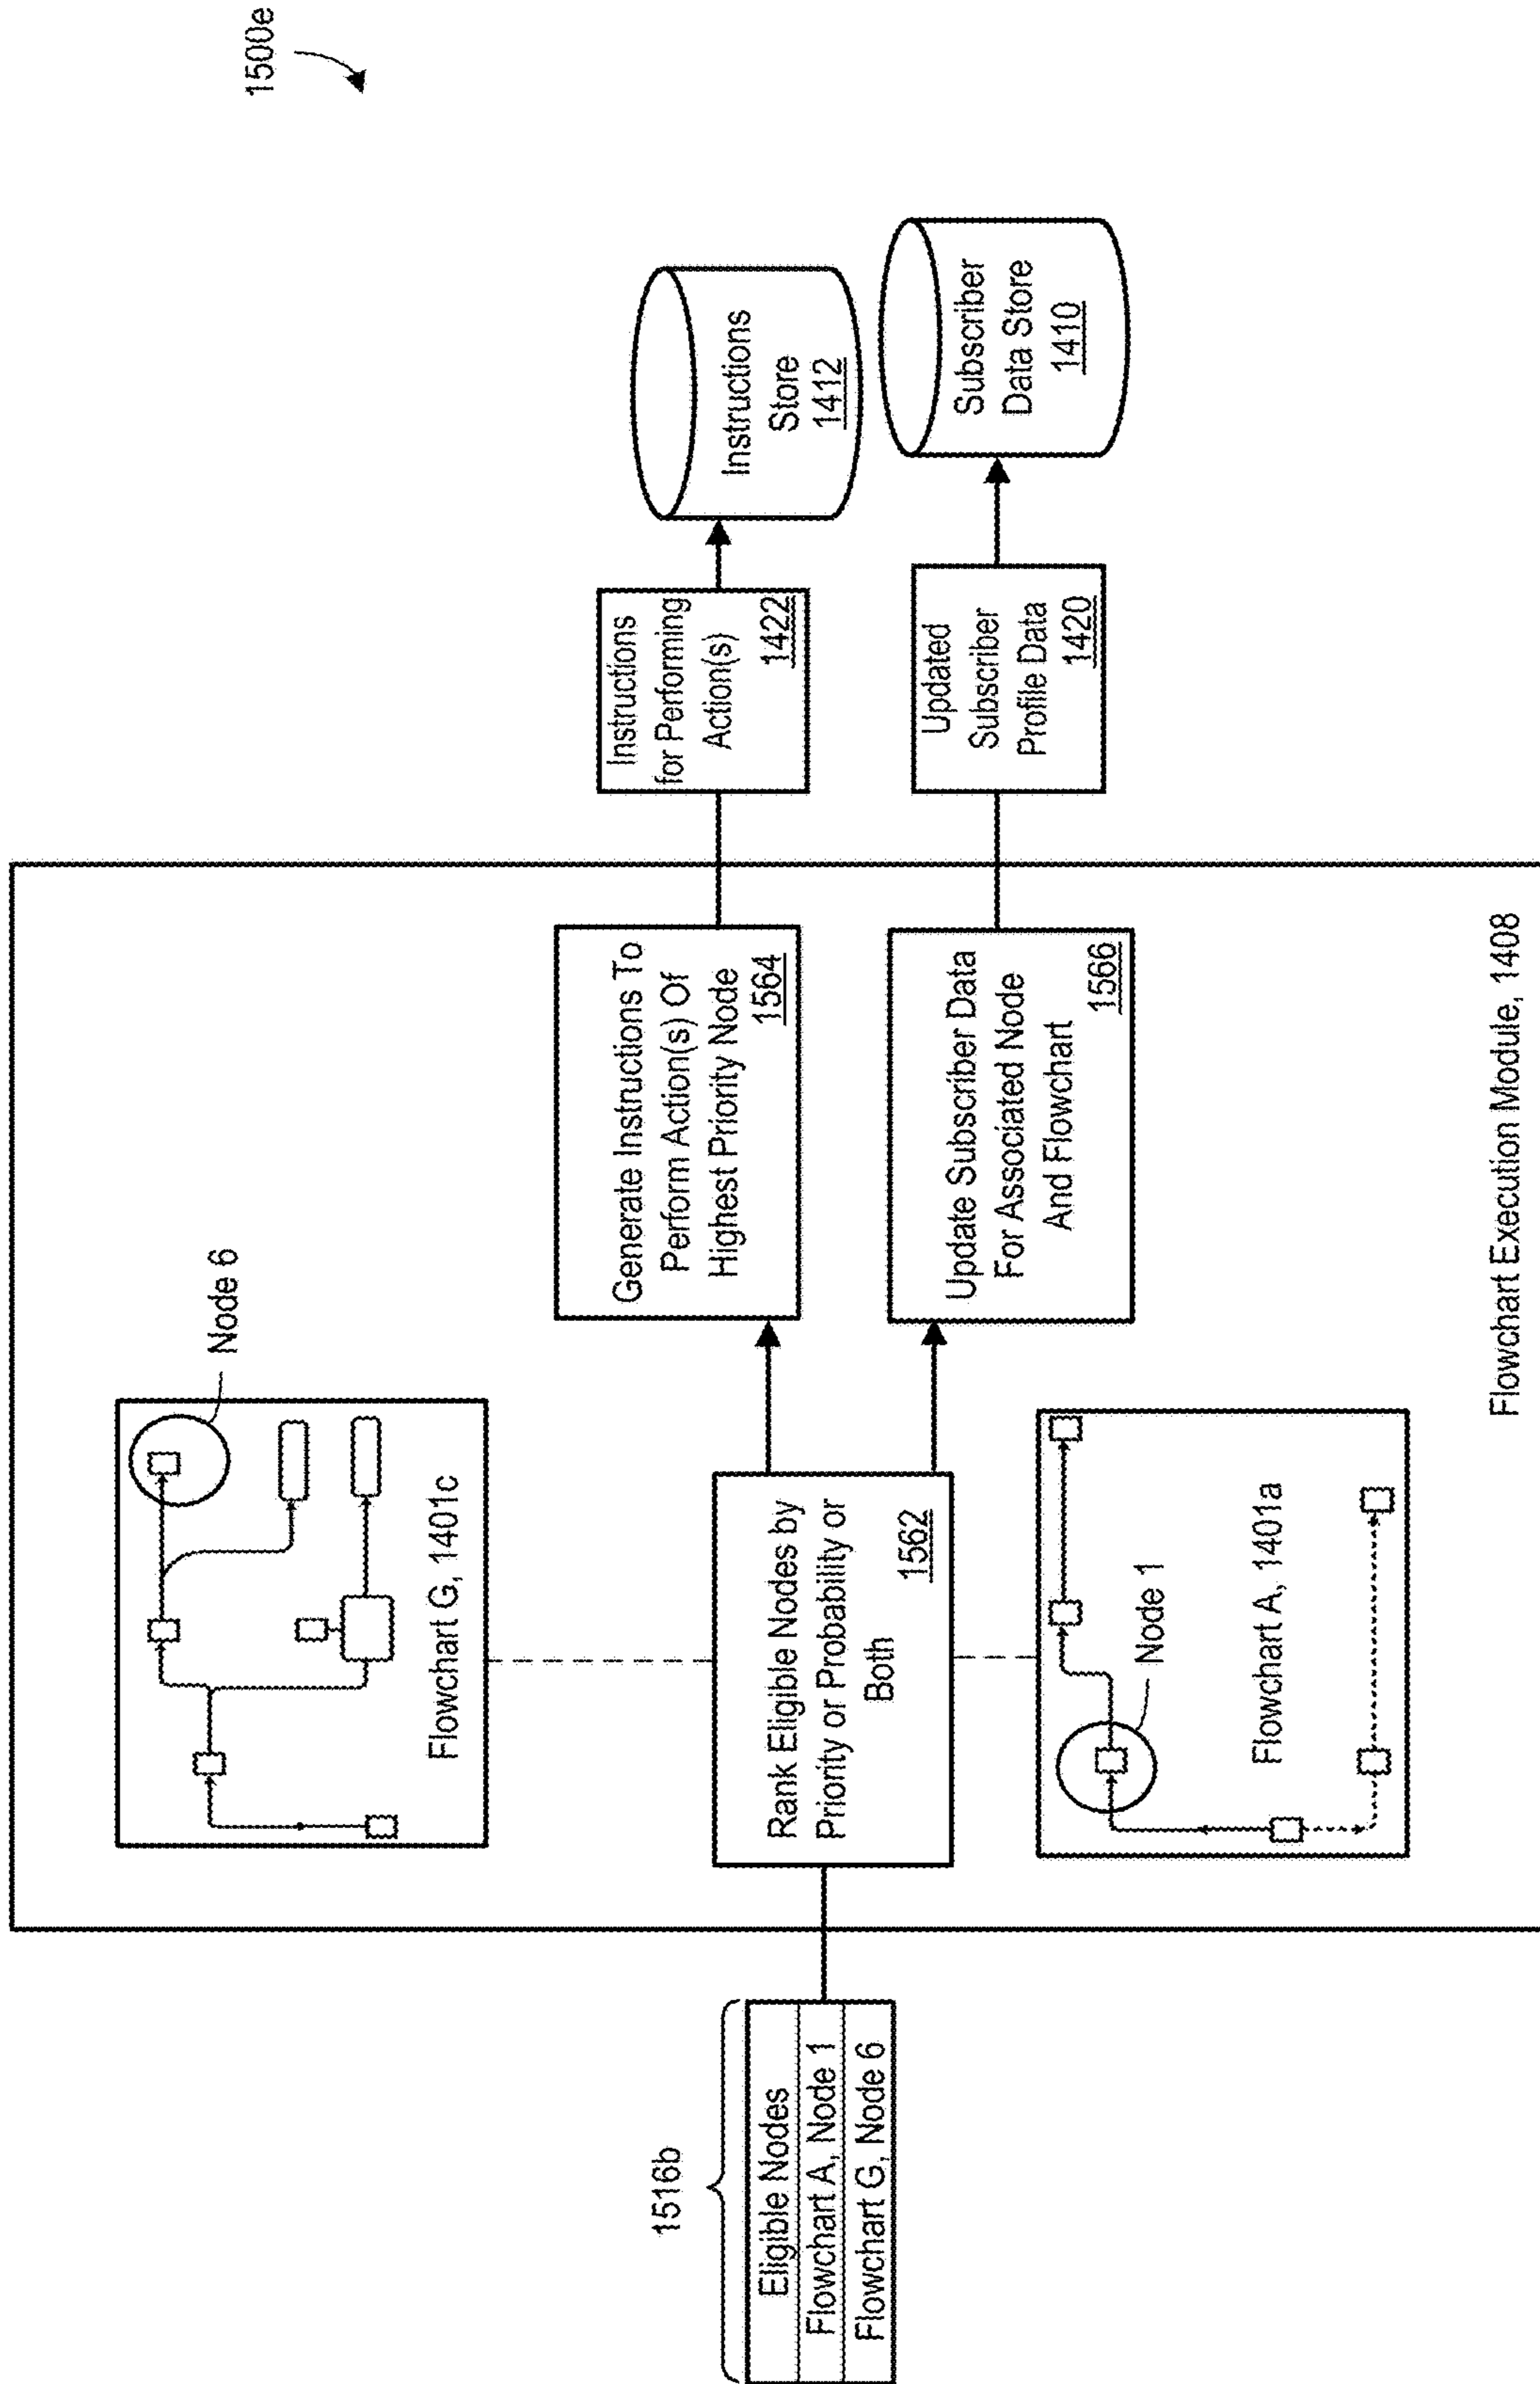 1500e
1516b
Eligible Nodes
Flowchart A, Node 1
Flowchart G, Node 6
Node 6
Flowchart G, 1401c
Rank Eligible Nodes by
Priority or Probability or
Both
1562
Node 1
Flowchart A, 1401a
Generate Instructions To
Perform Action(s) Of
Highest Priority Node
1564
Update Subscriber Data
For Associated Node
And Flowchart
1566
Flowchart Execution Module, 1408
Instructions
for Performing
Action(s)
1422
Updated
Subscriber
Profile Data
1420
Instructions
Store
1412
Subscriber
Data Store
1410